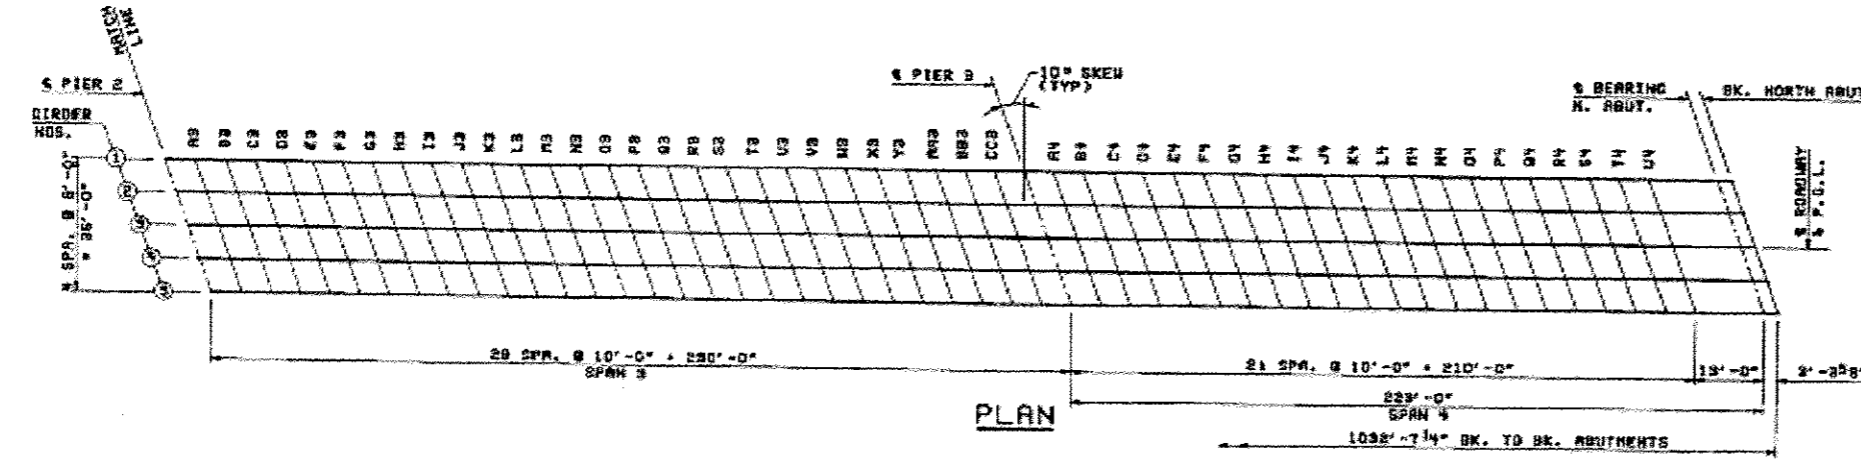 MATCH
LINE
℄ PIER 2
GIRDER
NOS.
℄ PIER 3
10° SKEW
(TYP)
℄ BEARING
N. ABUT.
BK. NORTH ABUT
A3 B3 C3 D3 E3 F3 G3 H3 I3 J3 K3 L3 M3 N3 O3 P3 Q3 R3 S3 T3 U3 V3 W3 X3 Y3 AA3 BB3 CC3
A4 B4 C4 D4 E4 F4 G4 H4 I4 J4 K4 L4 M4 N4 O4 P4 Q4 R4 S4 T4 U4
1
2
3
4
5
SPA. @
= 36'-0"
℄ ROADWAY
& P.G.L.
SPA. @ 10'-0" = 290'-0"
SPAN 3
21 SPA. @ 10'-0" = 210'-0"
13'-0"
223'-0"
SPAN 4
PLAN
BK. TO BK. ABUTMENTS